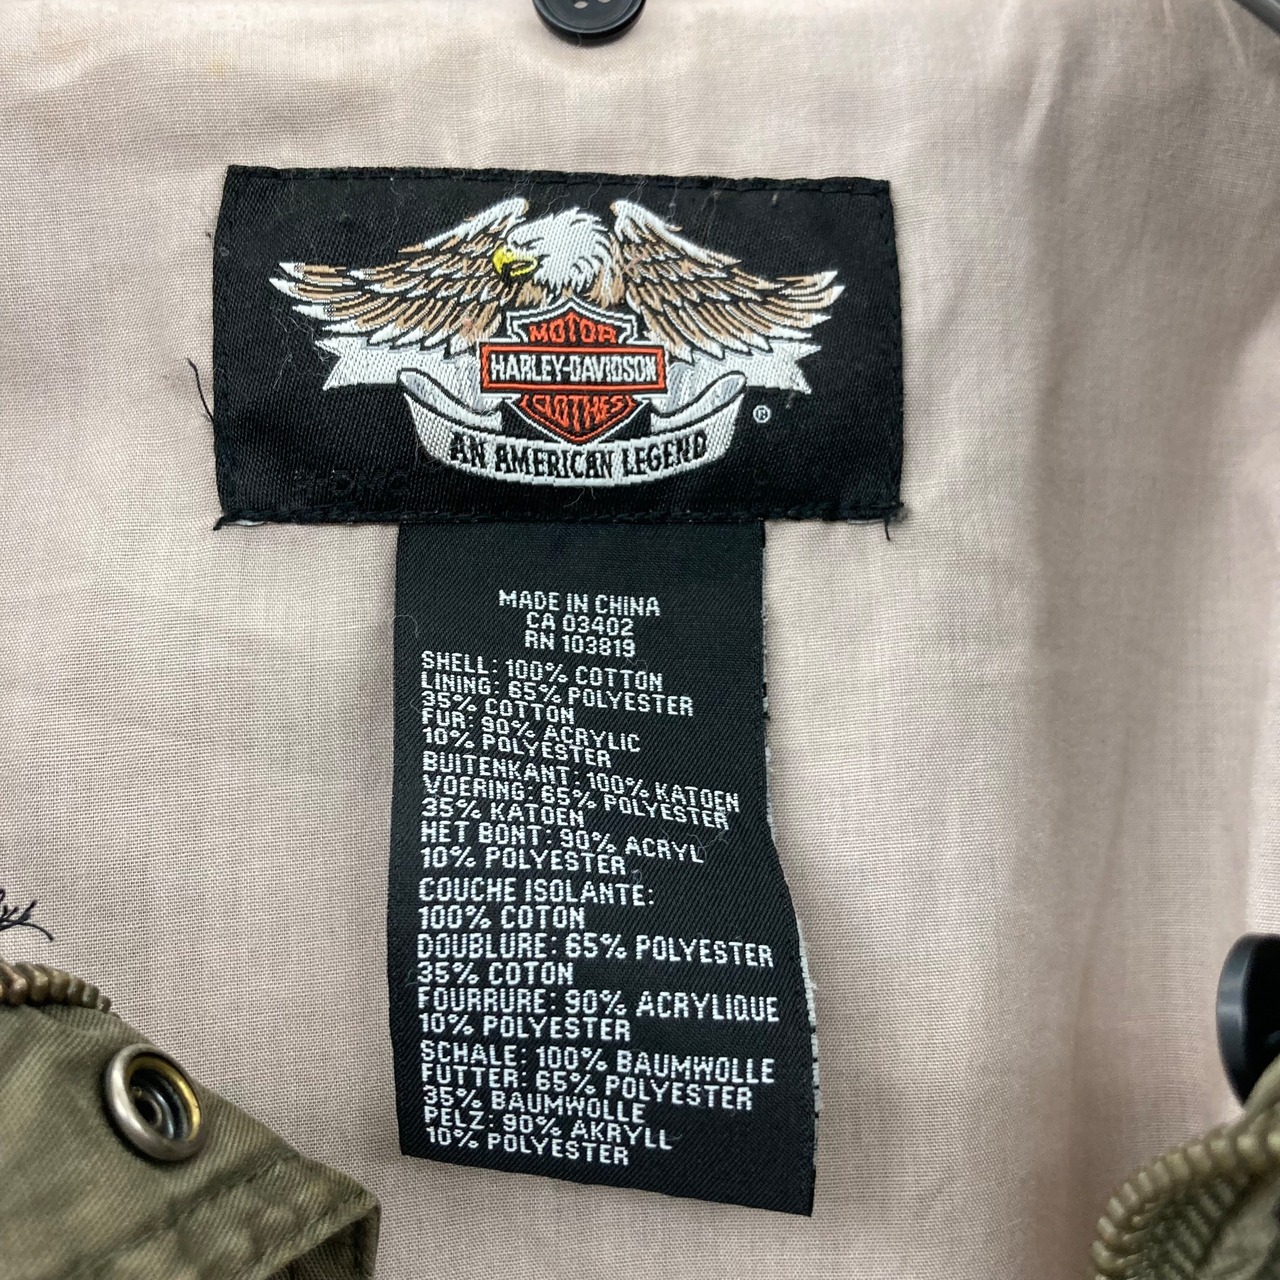 MOTOR
HARLEY-DAVIDSON
CLOTHES
®
AN AMERICAN LEGEND
H-DMC
MADE IN CHINA
CA 03402
RN 103819
SHELL: 100% COTTON
LINING: 65% POLYESTER
35% COTTON
FUR: 90% ACRYLIC
10% POLYESTER
BUITENKANT: 100% KATOEN
VOERING: 65% POLYESTER
35% KATOEN
HET BONT: 90% ACRYL
10% POLYESTER
COUCHE ISOLANTE:
100% COTON
DOUBLURE: 65% POLYESTER
35% COTON
FOURRURE: 90% ACRYLIQUE
10% POLYESTER
SCHALE: 100% BAUMWOLLE
FUTTER: 65% POLYESTER
35% BAUMWOLLE
PELZ: 90% AKRYLL
10% POLYESTER